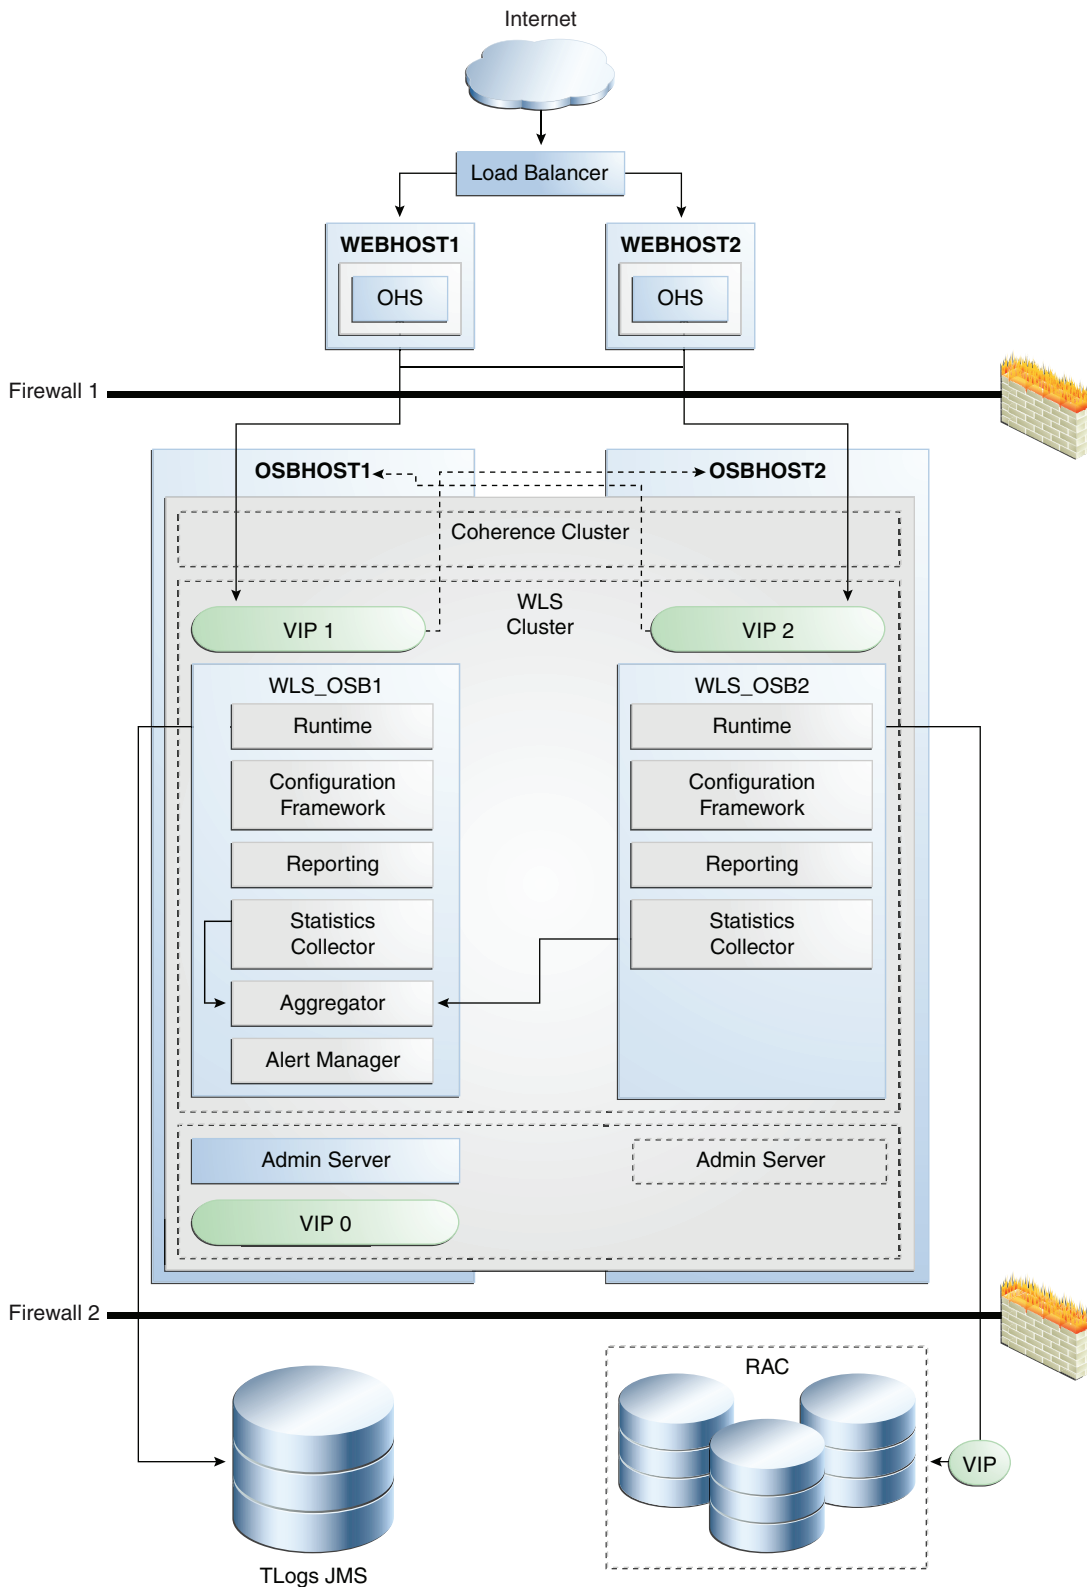 Internet
Load Balancer
WEBHOST1
WEBHOST2
OHS
OHS
Firewall 1
OSBHOST1
OSBHOST2
Coherence Cluster
WLS
Cluster
VIP 1
VIP 2
WLS_OSB1
Runtime
Configuration
Framework
Reporting
Statistics
Collector
Aggregator
Alert Manager
WLS_OSB2
Runtime
Configuration
Framework
Reporting
Statistics
Collector
Admin Server
Admin Server
VIP 0
Firewall 2
RAC
VIP
TLogs JMS